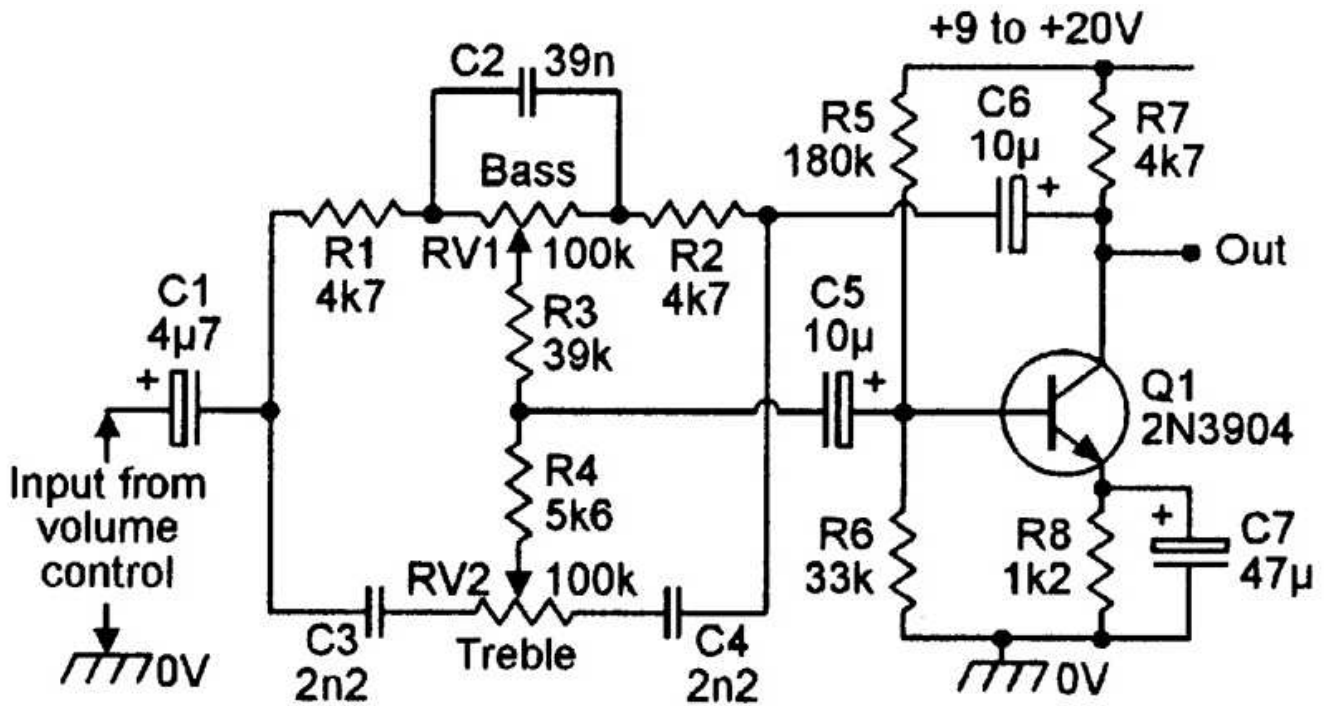 +9 to +20V
C2 39n
R5
180k
C6
10µ
+
R7
4k7
Bass
R1
4k7
RV1 100k
R2
4k7
Out
C1
4µ7
+
R3
39k
C5
10µ
+
Q1
2N3904
Input from
volume
control
0V
R4
5k6
R6
33k
R8
1k2
+
C7
47µ
RV2 100k
Treble
C3
2n2
C4
2n2
0V